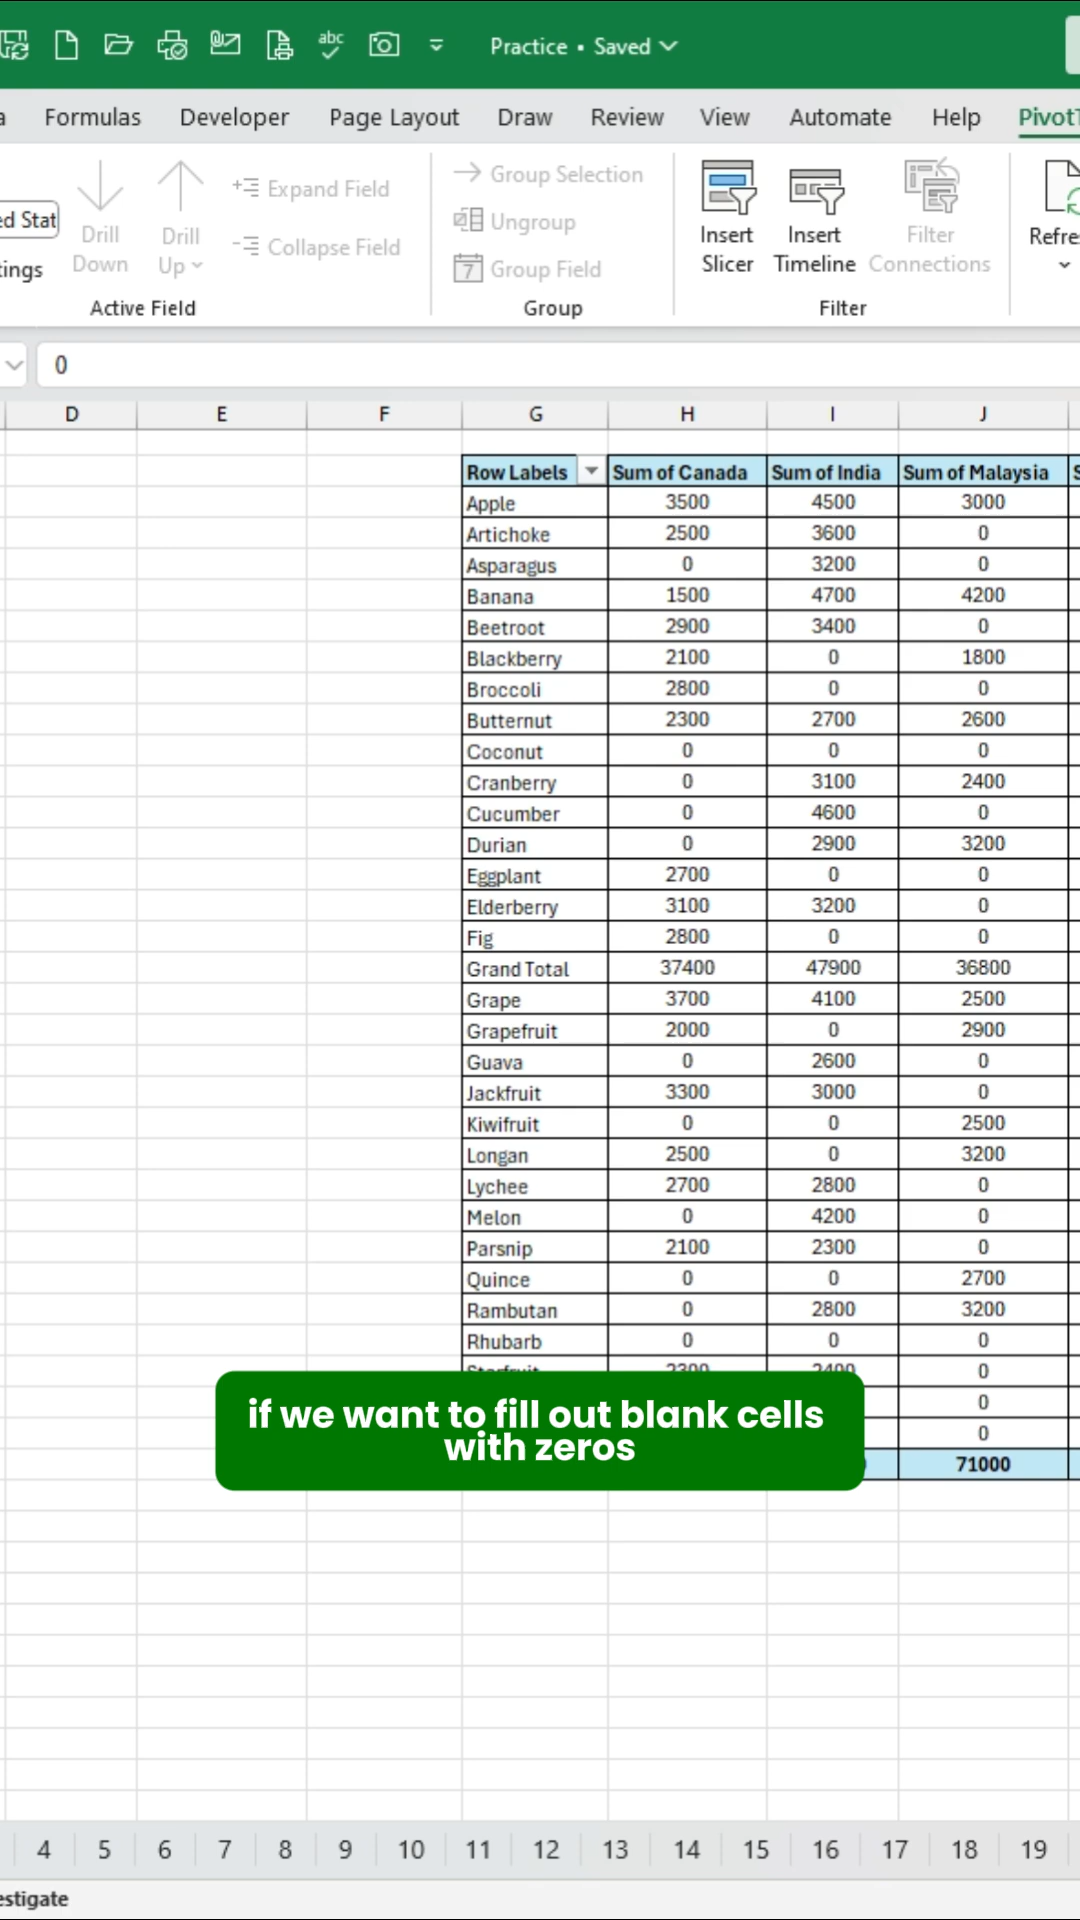 abc
Practice • Saved
Formulas Developer Page Layout Draw Review View Automate Help Pivot
Expand Field
Collapse Field
Drill Down
Drill Up
Active Field
Group Selection
Ungroup
7 Group Field
Group
Insert Slicer
Insert Timeline
Filter Connections
Filter
0
D E F G H I J
Row Labels Sum of Canada Sum of India Sum of Malaysia
Apple 3500 4500 3000
Artichoke 2500 3600 0
Asparagus 0 3200 0
Banana 1500 4700 4200
Beetroot 2900 3400 0
Blackberry 2100 0 1800
Broccoli 2800 0 0
Butternut 2300 2700 2600
Coconut 0 0 0
Cranberry 0 3100 2400
Cucumber 0 4600 0
Durian 0 2900 3200
Eggplant 2700 0 0
Elderberry 3100 3200 0
Fig 2800 0 0
Grand Total 37400 47900 36800
Grape 3700 4100 2500
Grapefruit 2000 0 2900
Guava 0 2600 0
Jackfruit 3300 3000 0
Kiwifruit 0 0 2500
Longan 2500 0 3200
Lychee 2700 2800 0
Melon 0 4200 0
Parsnip 2100 2300 0
Quince 0 0 2700
Rambutan 0 2800 3200
Rhubarb 0 0 0
0
0
0
71000
if we want to fill out blank cells
with zeros
4 5 6 7 8 9 10 11 12 13 14 15 16 17 18 19